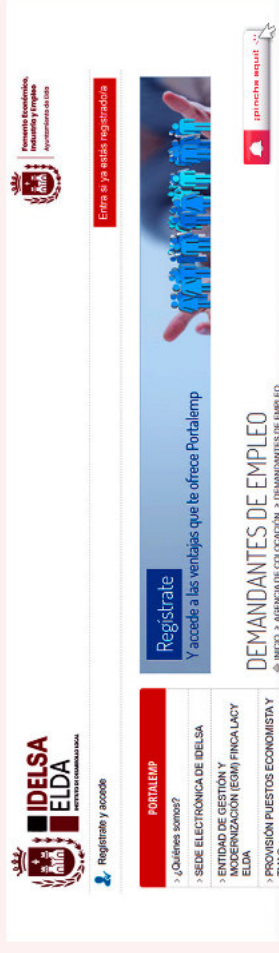 IDELSA
ELDA
INSTITUTO DE DESARROLLO LOCAL
Fomento Económico,
Industria y Empleo
Ayuntamiento de Elda
Regístrate y accede
Entra si ya estás registrado/a
PORTALEMP
> ¿Quiénes somos?
> SEDE ELECTRÓNICA DE IDELSA
> ENTIDAD DE GESTIÓN Y
MODERNIZACIÓN (EGM) FINCA LACY
ELDA
> PROVISIÓN PUESTOS ECONOMISTA Y
Regístrate
Y accede a las ventajas que te ofrece Portalemp
DEMANDANTES DE EMPLEO
INICIO > AGENCIA DE COLOCACIÓN > DEMANDANTES DE EMPLEO
¡pincha aquí!